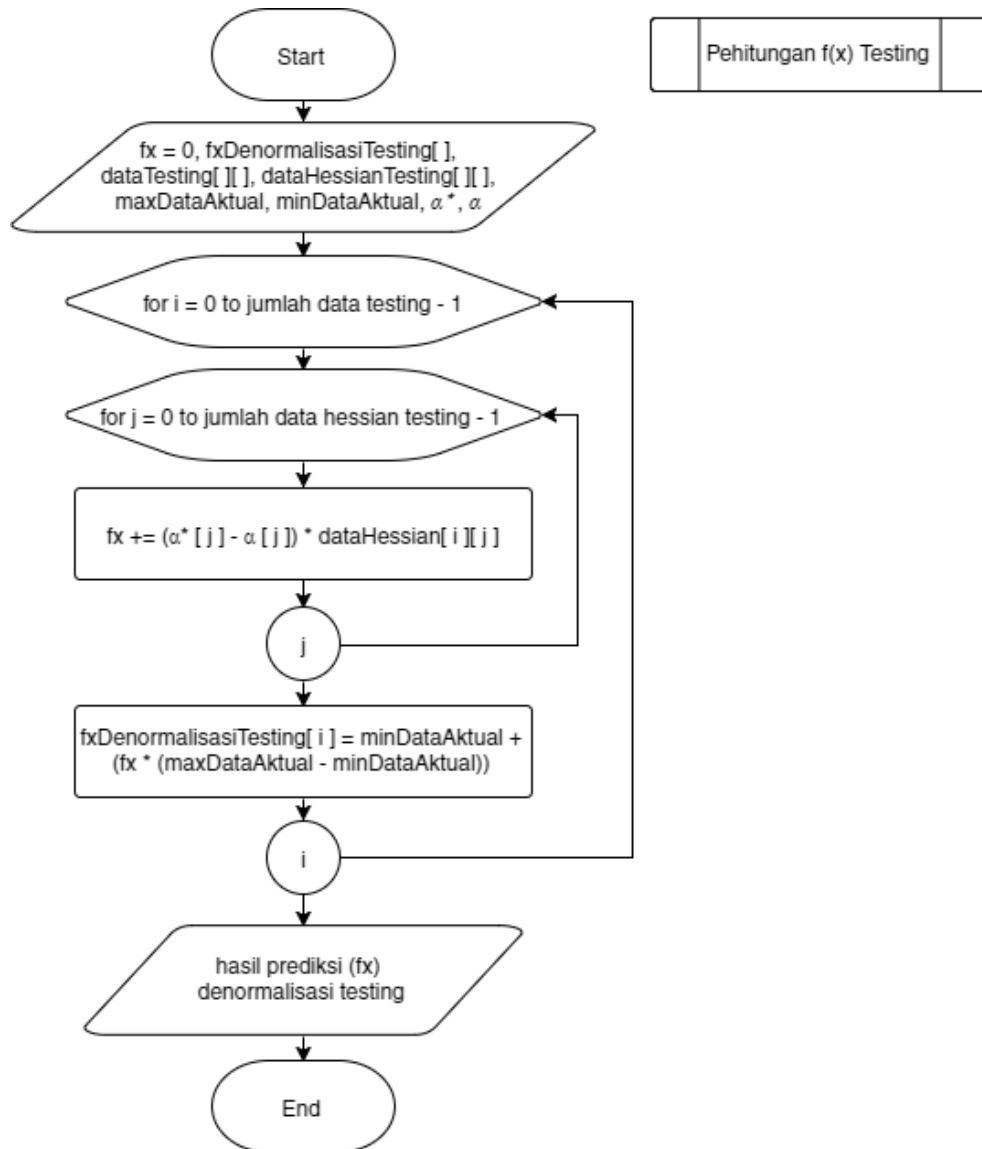 Start
Pehitungan f(x) Testing
fx = 0, fxDenormalisasiTesting[ ],
dataTesting[ ][ ], dataHessianTesting[ ][ ],
maxDataAktual, minDataAktual, α*, α
for i = 0 to jumlah data testing - 1
for j = 0 to jumlah data hessian testing - 1
fx += (α* [ j ] - α [ j ]) * dataHessian[ i ][ j ]
j
fxDenormalisasiTesting[ i ] = minDataAktual +
(fx * (maxDataAktual - minDataAktual))
i
hasil prediksi (fx)
denormalisasi testing
End